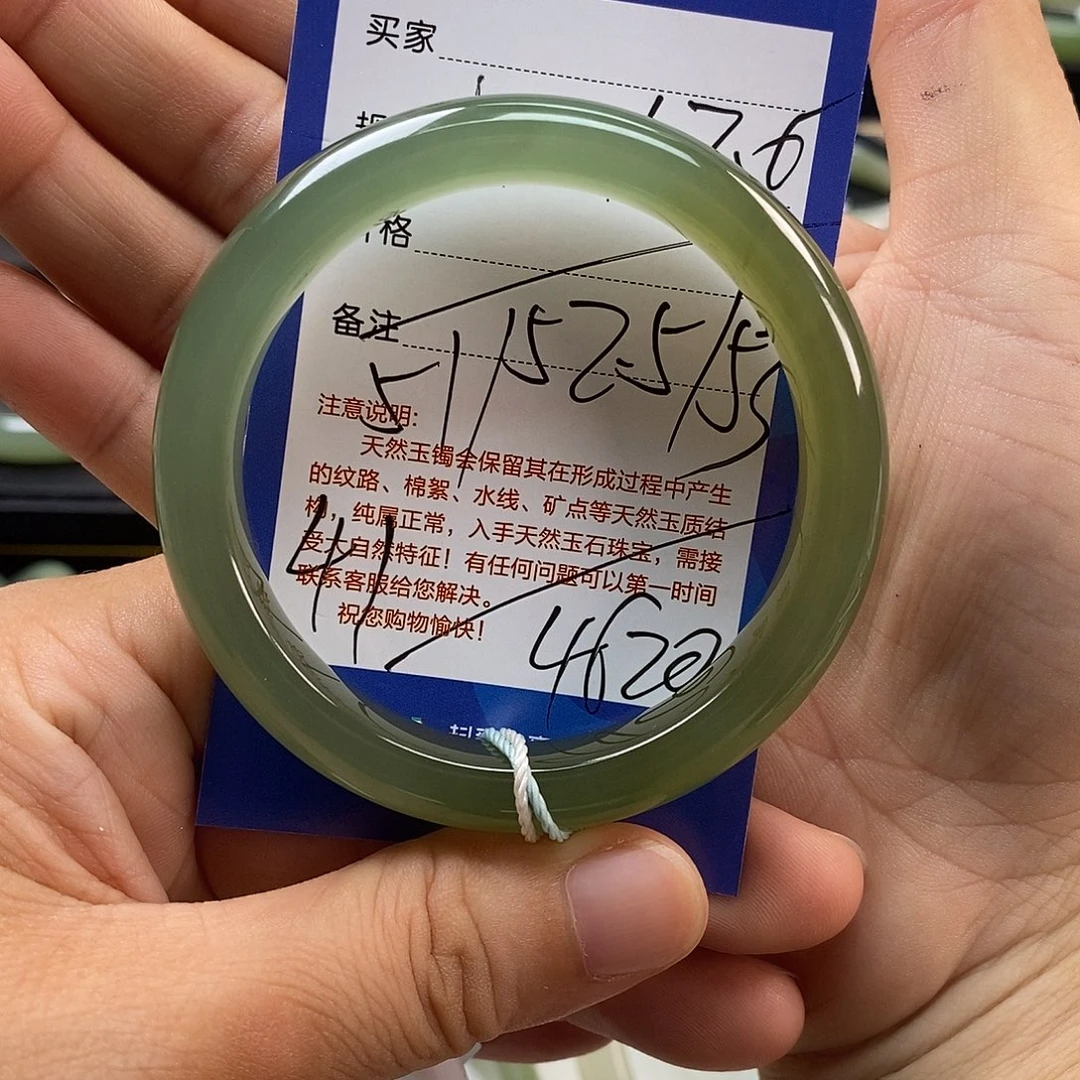 买家
17.6
格
备注
51/52.5/53
注意说明:
天然玉镯会保留其在形成过程中产生
的纹路、棉絮、水线、矿点等天然玉质结
构，纯属正常，入手天然玉石珠宝，需接
受大自然特征！有任何问题可以第一时间
联系客服给您解决。
祝您购物愉快!
41
4620